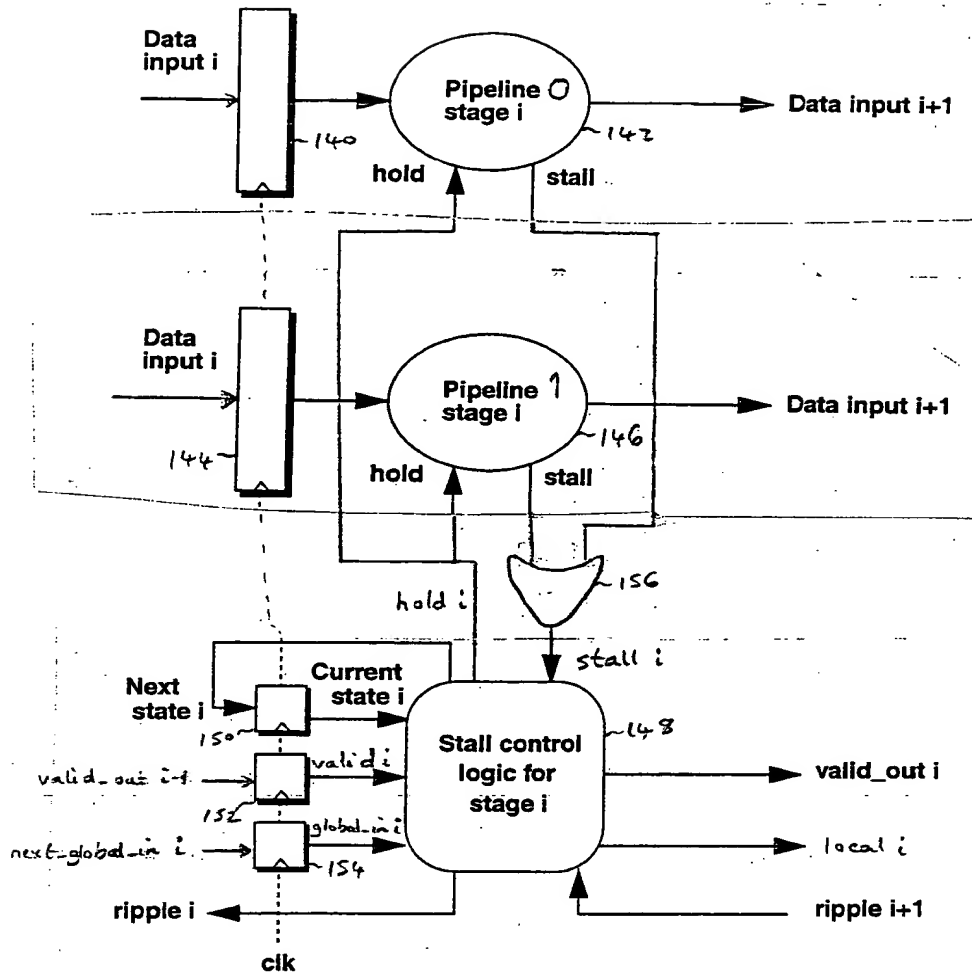 Data
input i
Pipeline 0
stage i
Data input i+1
140
142
hold
stall
Data
input i
Pipeline 1
stage i
Data input i+1
144
146
hold
stall
156
hold i
stall i
Next
state i
Current
state i
150
148
Stall control
logic for
stage i
valid_out i-1
valid i
valid_out i
152
global_in i
next_global_in i
local i
154
ripple i
ripple i+1
clk